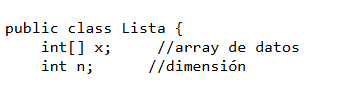 public class Lista {
    int[] x;      //array de datos
    int n;       //dimensión